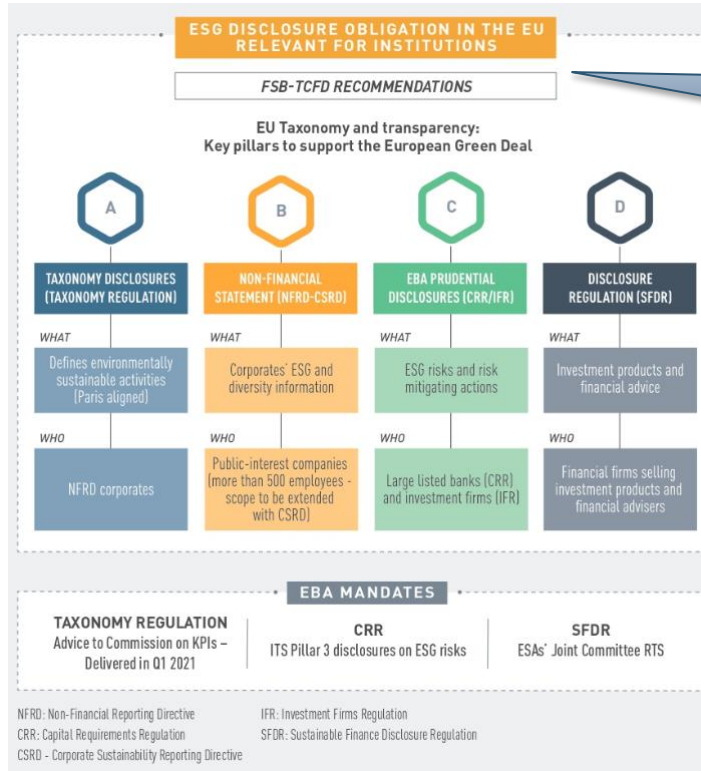 ESG DISCLOSURE OBLIGATION IN THE EU
RELEVANT FOR INSTITUTIONS
FSB-TCFD RECOMMENDATIONS
EU Taxonomy and transparency:
Key pillars to support the European Green Deal
A
B
C
D
TAXONOMY DISCLOSURES
(TAXONOMY REGULATION)
NON-FINANCIAL
STATEMENT (NFRD-CSRD)
EBA PRUDENTIAL
DISCLOSURES (CRR/IFR)
DISCLOSURE
REGULATION (SFDR)
WHAT
WHAT
WHAT
WHAT
Defines environmentally
sustainable activities
(Paris aligned)
Corporates' ESG and
diversity information
ESG risks and risk
mitigating actions
Investment products and
financial advice
WHO
WHO
WHO
WHO
NFRD corporates
Public-interest companies
(more than 500 employees -
scope to be extended
with CSRD)
Large listed banks (CRR)
and investment firms (IFR)
Financial firms selling
investment products and
financial advisers
EBA MANDATES
TAXONOMY REGULATION
Advice to Commission on KPIs –
Delivered in Q1 2021
CRR
ITS Pillar 3 disclosures on ESG risks
SFDR
ESAs' Joint Committee RTS
NFRD: Non-Financial Reporting Directive
CRR: Capital Requirements Regulation
CSRD - Corporate Sustainability Reporting Directive
IFR: Investment Firms Regulation
SFDR: Sustainable Finance Disclosure Regulation